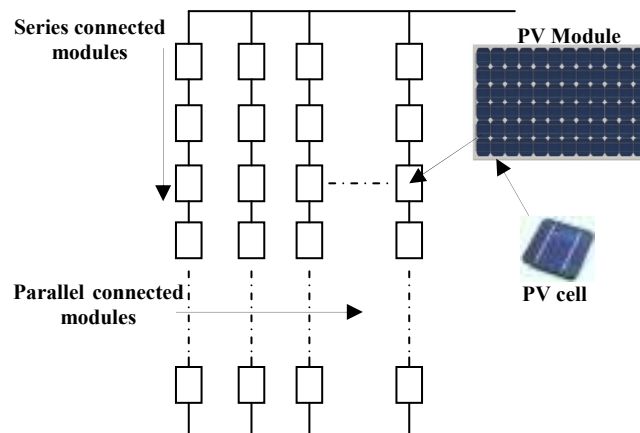 Series connected
modules
PV Module
Parallel connected
modules
PV cell